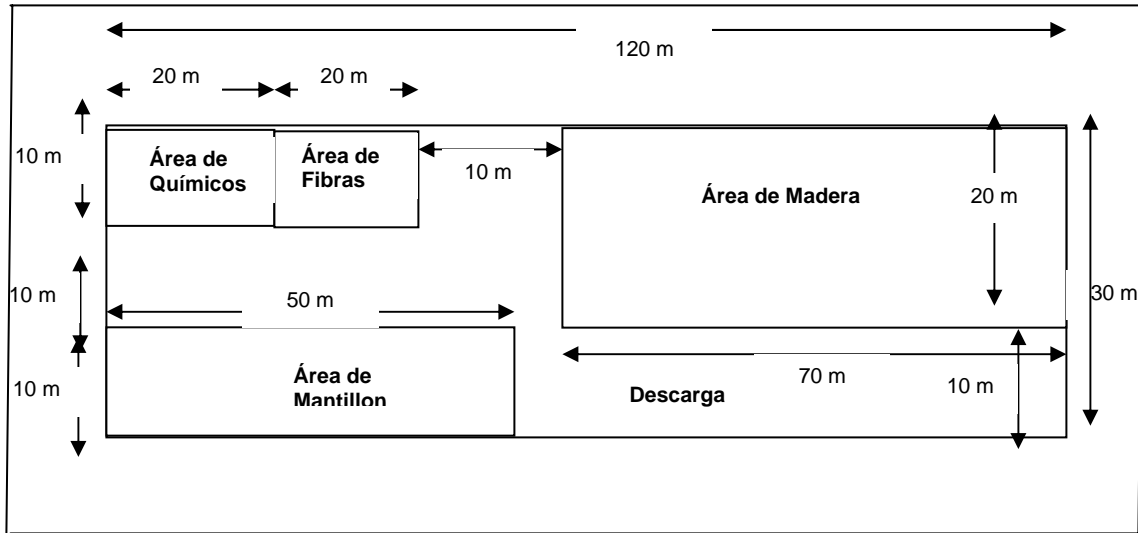 120 m
20 m
20 m
10 m
Área de
Químicos
Área de
Fibras
10 m
Área de Madera
20 m
10 m
50 m
30 m
10 m
Área de
Mantillon
70 m
10 m
Descarga